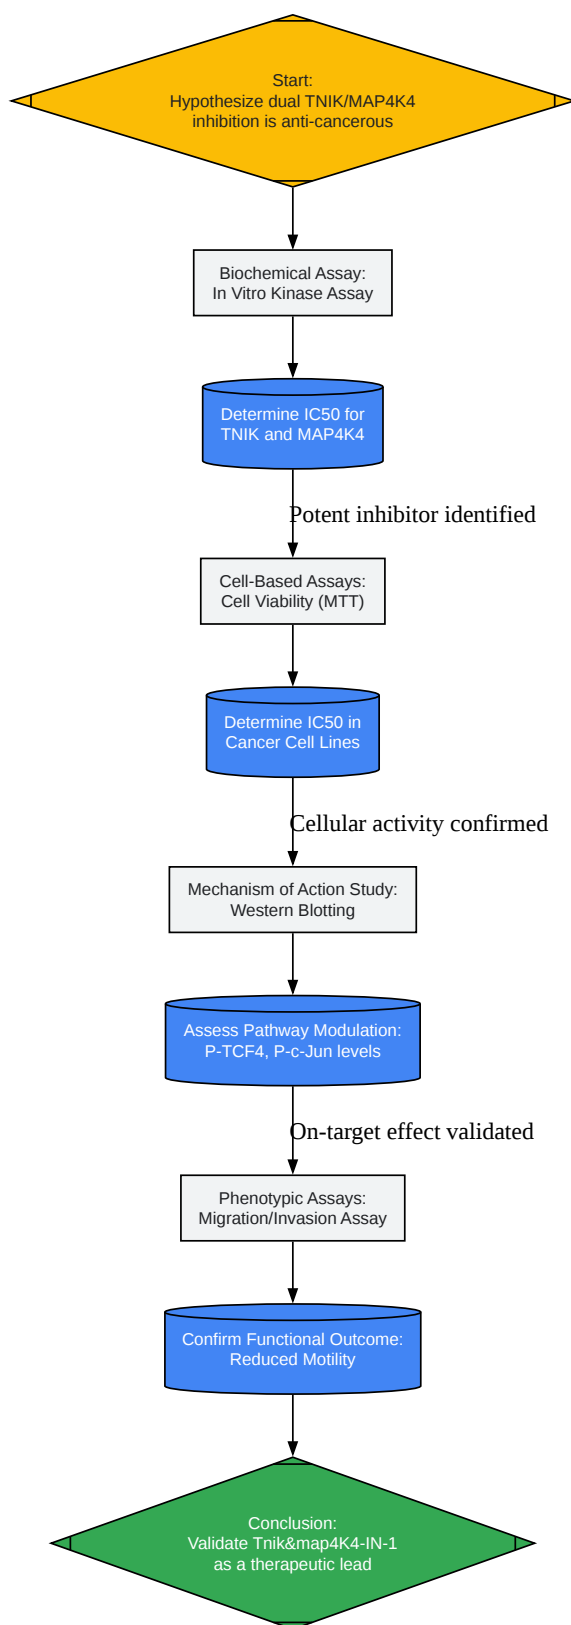 Start:
Hypothesize dual TNIK/MAP4K4
inhibition is anti-cancerous
Biochemical Assay:
In Vitro Kinase Assay
Determine IC50 for
TNIK and MAP4K4
Potent inhibitor identified
Cell-Based Assays:
Cell Viability (MTT)
Determine IC50 in
Cancer Cell Lines
Cellular activity confirmed
Mechanism of Action Study:
Western Blotting
Assess Pathway Modulation:
P-TCF4, P-c-Jun levels
On-target effect validated
Phenotypic Assays:
Migration/Invasion Assay
Confirm Functional Outcome:
Reduced Motility
Conclusion:
Validate Tnik&map4K4-IN-1
as a therapeutic lead